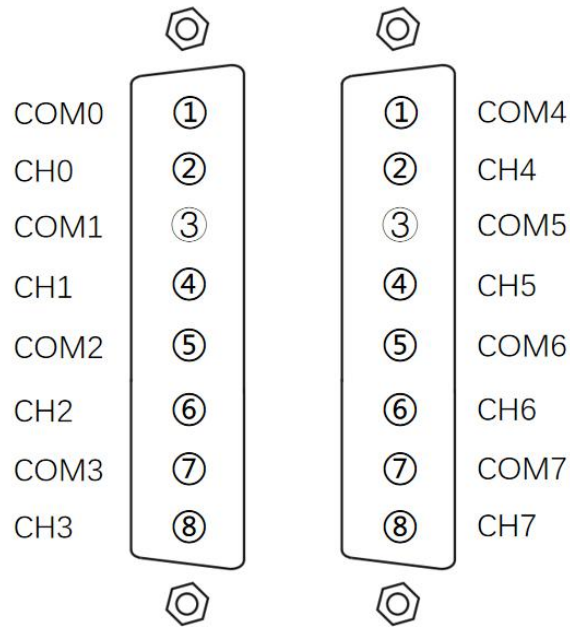 COM0 ① ① COM4
CH0 ② ② CH4
COM1 ③ ③ COM5
CH1 ④ ④ CH5
COM2 ⑤ ⑤ COM6
CH2 ⑥ ⑥ CH6
COM3 ⑦ ⑦ COM7
CH3 ⑧ ⑧ CH7